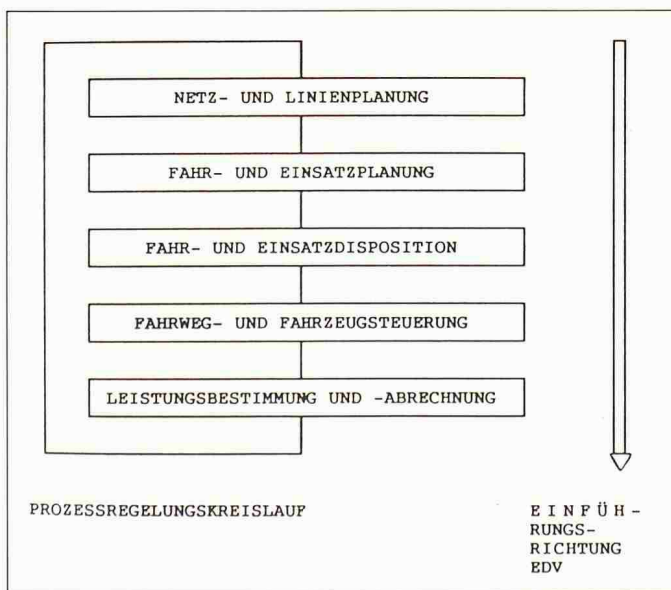 NETZ- UND LINIENPLANUNG
FAHR- UND EINSATZPLANUNG
FAHR- UND EINSATZDISPOSITION
FAHRWEG- UND FAHRZEUGSTEUERUNG
LEISTUNGSBESTIMMUNG UND -ABRECHNUNG
PROZESSREGELUNGSKREISLAUF
EINFÜH-
RUNGS-
RICHTUNG
EDV